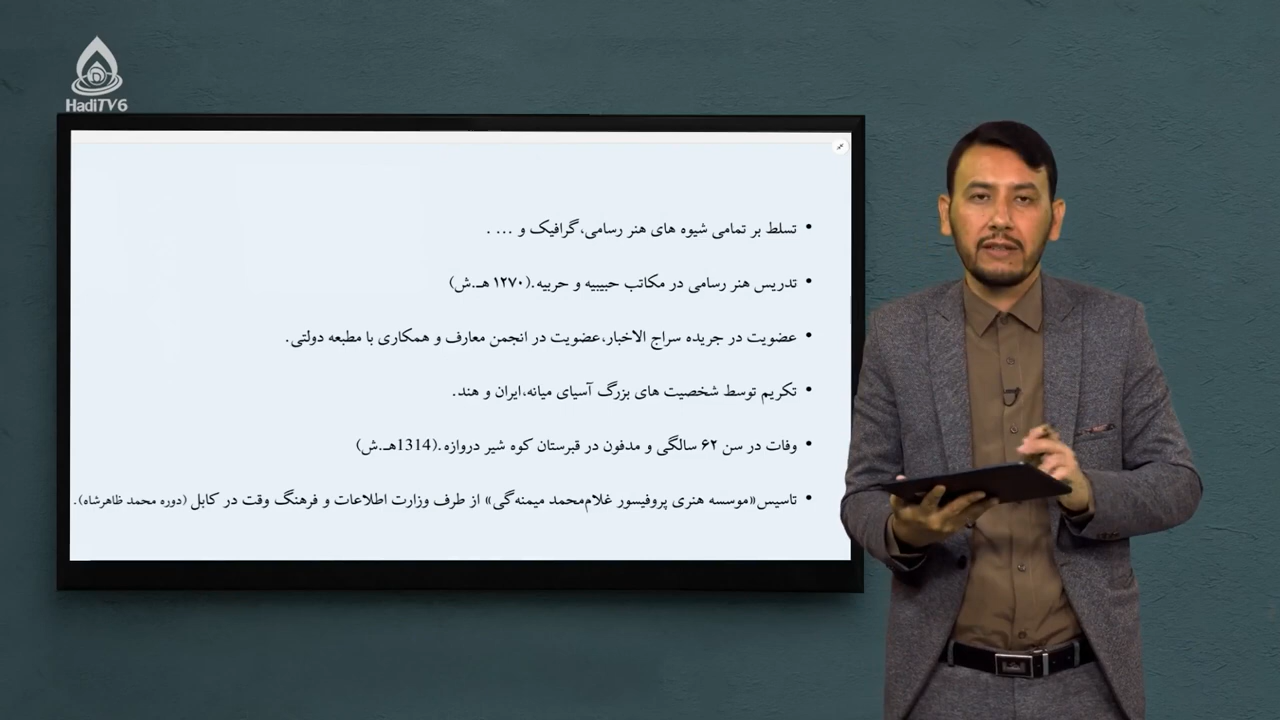 HadiTV6
• تسلط بر تمامی شیوه های هنر رسامی،گرافیک و ... .
• تدریس هنر رسامی در مکاتب حبیبیه و حربیه.(۱۲۷۰ هـ.ش)
• عضویت در جریده سراج الاخبار،عضویت در انجمن معارف و همکاری با مطبعه دولتی.
• تکریم توسط شخصیت های بزرگ آسیای میانه،ایران و هند.
• وفات در سن ۶۲ سالگی و مدفون در قبرستان کوه شیر دروازه.(1314هـ.ش)
• تاسیس«موسسه هنری پروفیسور غلام‌محمد میمنه‌گی» از طرف وزارت اطلاعات و فرهنگ وقت در کابل (دوره محمد ظاهرشاه).